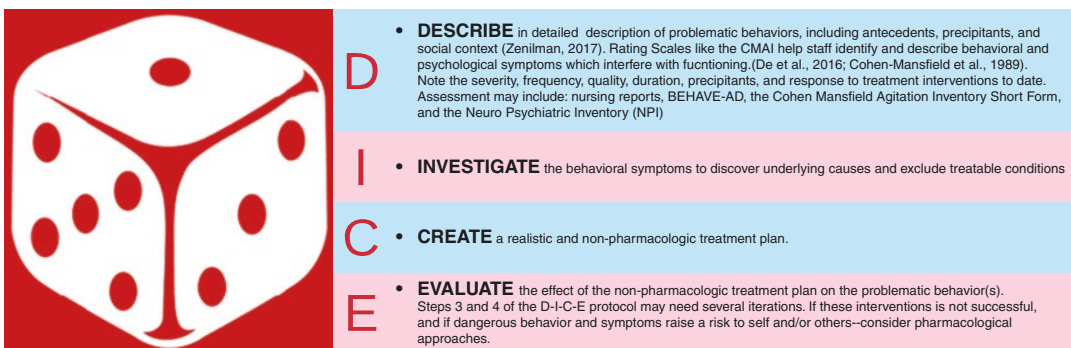 D
• DESCRIBE in detailed description of problematic behaviors, including antecedents, precipitants, and
social context (Zenilman, 2017). Rating Scales like the CMAI help staff identify and describe behavioral and
psychological symptoms which interfere with fucntioning.(De et al., 2016; Cohen-Mansfield et al., 1989).
Note the severity, frequency, quality, duration, precipitants, and response to treatment interventions to date.
Assessment may include: nursing reports, BEHAVE-AD, the Cohen Mansfield Agitation Inventory Short Form,
and the Neuro Psychiatric Inventory (NPI)
I
• INVESTIGATE the behavioral symptoms to discover underlying causes and exclude treatable conditions
C
• CREATE a realistic and non-pharmacologic treatment plan.
E
• EVALUATE the effect of the non-pharmacologic treatment plan on the problematic behavior(s).
Steps 3 and 4 of the D-I-C-E protocol may need several iterations. If these interventions is not successful,
and if dangerous behavior and symptoms raise a risk to self and/or others--consider pharmacological
approaches.